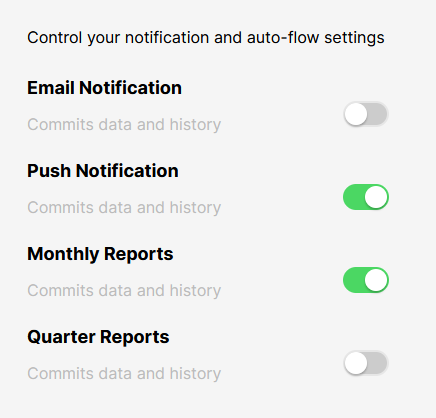 Control your notification and auto-flow settings
Email Notification
Commits data and history
Push Notification
Commits data and history
Monthly Reports
Commits data and history
Quarter Reports
Commits data and history